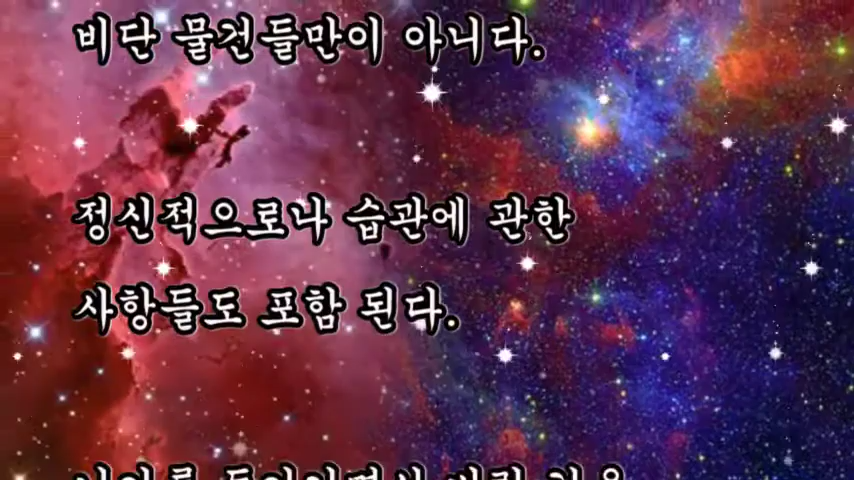 비단 물건들만이 아니다.
정신적으로나 습관에 관한
사항들도 포함 된다.